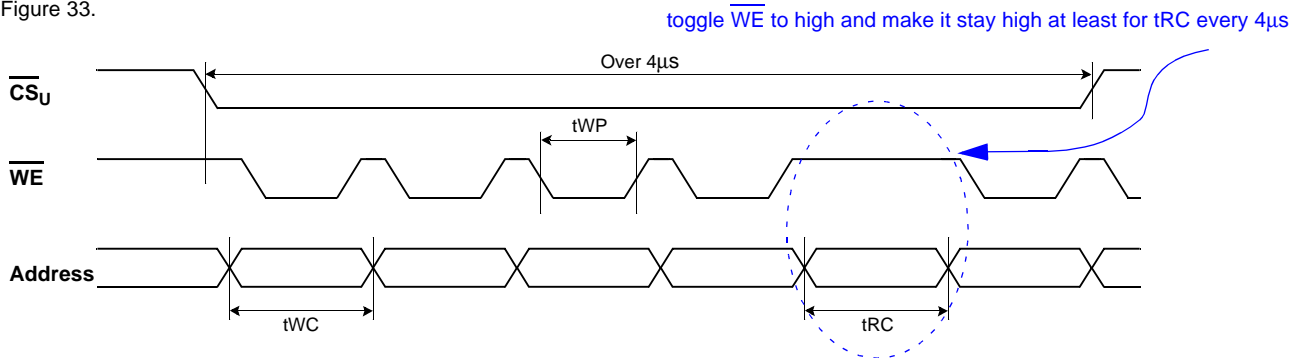 Figure 33.
toggle WE to high and make it stay high at least for tRC every 4µs
Over 4µs
CSU
tWP
WE
Address
tWC
tRC